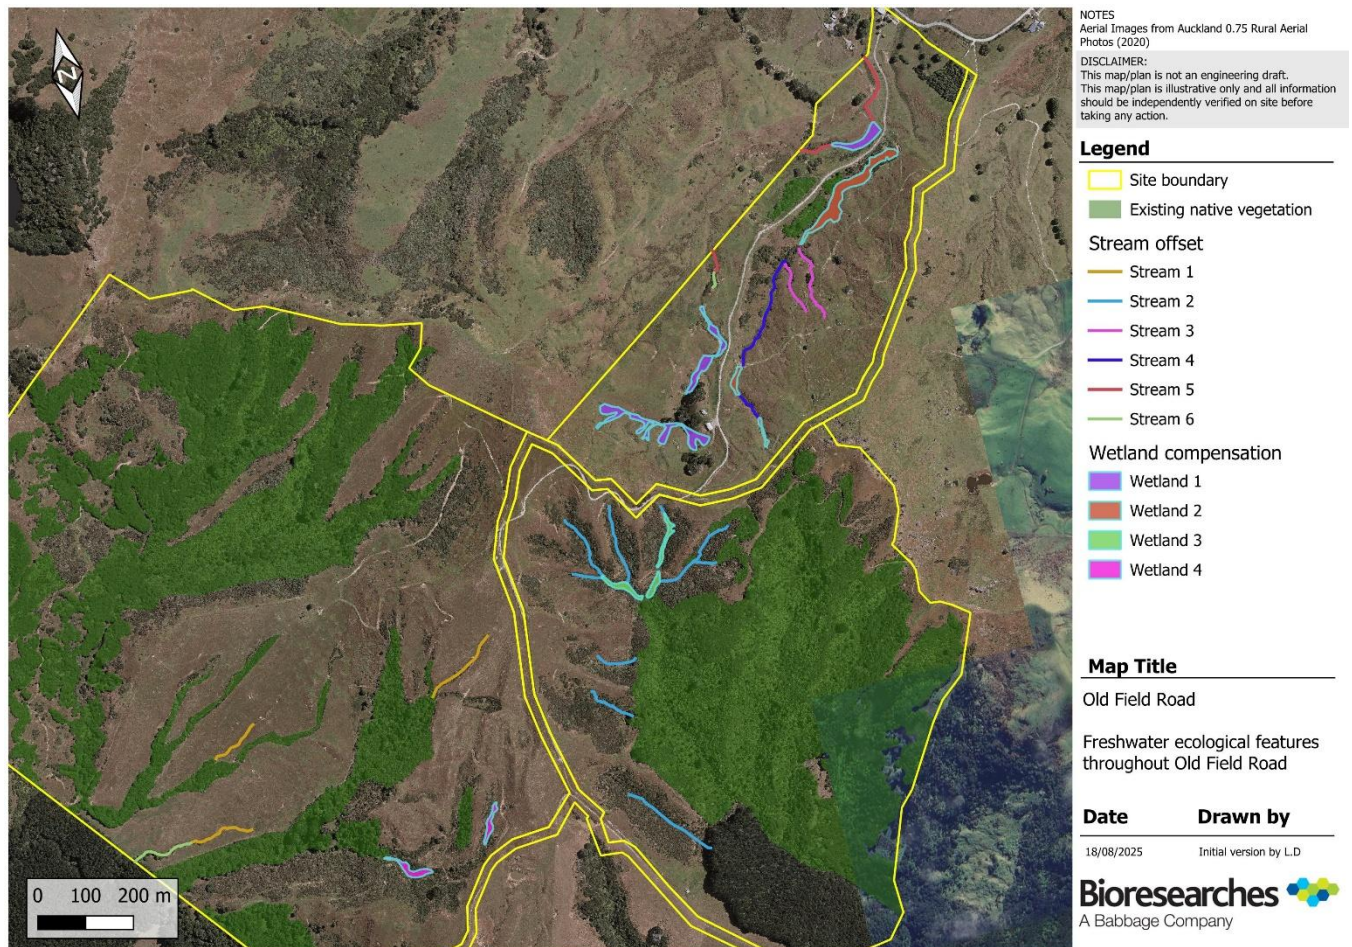 N
NOTES
Aerial Images from Auckland 0.75 Rural Aerial
Photos (2020)
DISCLAIMER:
This map/plan is not an engineering draft.
This map/plan is illustrative only and all information
should be independently verified on site before
taking any action.
Legend
Site boundary
Existing native vegetation
Stream offset
Stream 1
Stream 2
Stream 3
Stream 4
Stream 5
Stream 6
Wetland compensation
Wetland 1
Wetland 2
Wetland 3
Wetland 4
Map Title
Old Field Road
Freshwater ecological features
throughout Old Field Road
Date Drawn by
18/08/2025 Initial version by L.D
Bioresearches
A Babbage Company
0 100 200 m